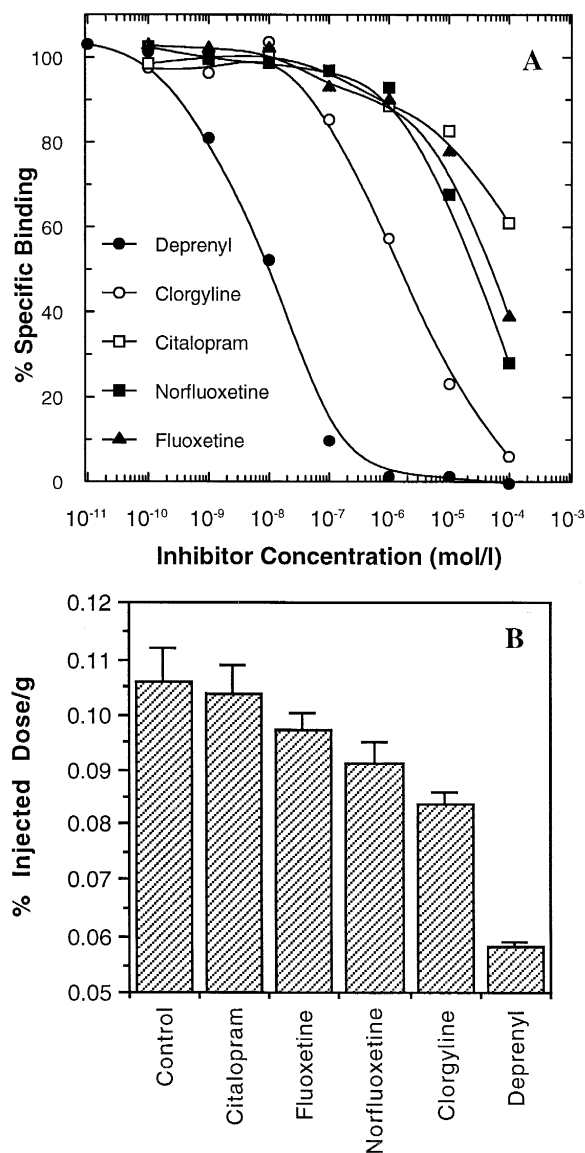 A
100
80
60
40
20
0
% Specific Binding
Deprenyl
Clorgyline
Citalopram
Norfluoxetine
Fluoxetine
10⁻¹¹ 10⁻¹⁰ 10⁻⁹ 10⁻⁸ 10⁻⁷ 10⁻⁶ 10⁻⁵ 10⁻⁴ 10⁻³
Inhibitor Concentration (mol/l)
B
0.12
0.11
0.10
0.09
0.08
0.07
0.06
0.05
% Injected Dose/g
Control
Citalopram
Fluoxetine
Norfluoxetine
Clorgyline
Deprenyl